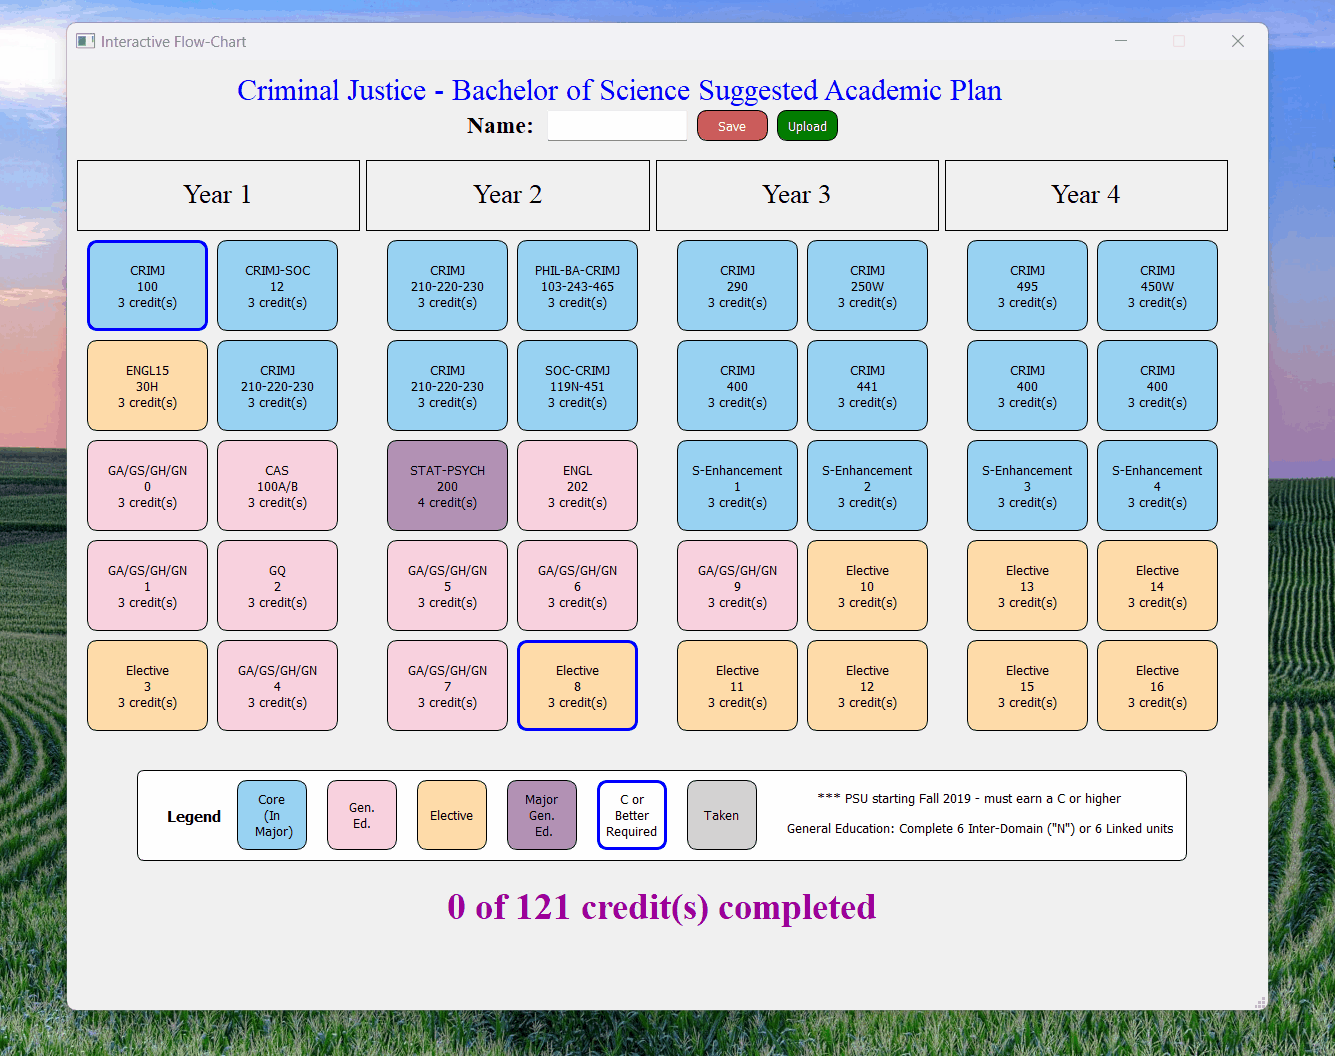 Interactive Flow-Chart
Criminal Justice - Bachelor of Science Suggested Academic Plan
Name: Save Upload
Year 1 Year 2 Year 3 Year 4
CRIMJ CRIMJ-SOC CRIMJ PHIL-BA-CRIMJ CRIMJ CRIMJ CRIMJ CRIMJ
100 12 210-220-230 103-243-465 290 250W 495 450W
3 credit(s) 3 credit(s) 3 credit(s) 3 credit(s) 3 credit(s) 3 credit(s) 3 credit(s) 3 credit(s)
ENGL15 CRIMJ CRIMJ SOC-CRIMJ CRIMJ CRIMJ CRIMJ CRIMJ
30H 210-220-230 210-220-230 119N-451 400 441 400 400
3 credit(s) 3 credit(s) 3 credit(s) 3 credit(s) 3 credit(s) 3 credit(s) 3 credit(s) 3 credit(s)
GA/GS/GH/GN CAS STAT-PSYCH ENGL S-Enhancement S-Enhancement S-Enhancement S-Enhancement
0 100A/B 200 202 1 2 3 4
3 credit(s) 3 credit(s) 4 credit(s) 3 credit(s) 3 credit(s) 3 credit(s) 3 credit(s) 3 credit(s)
GA/GS/GH/GN GQ GA/GS/GH/GN GA/GS/GH/GN GA/GS/GH/GN Elective Elective Elective
1 2 5 6 9 10 13 14
3 credit(s) 3 credit(s) 3 credit(s) 3 credit(s) 3 credit(s) 3 credit(s) 3 credit(s) 3 credit(s)
Elective GA/GS/GH/GN GA/GS/GH/GN Elective Elective Elective Elective Elective
3 4 7 8 11 12 15 16
3 credit(s) 3 credit(s) 3 credit(s) 3 credit(s) 3 credit(s) 3 credit(s) 3 credit(s) 3 credit(s)
Legend
Core
(In
Major)
Gen.
Ed.
Elective
Major
Gen.
Ed.
C or
Better
Required
Taken
*** PSU starting Fall 2019 - must earn a C or higher
General Education: Complete 6 Inter-Domain ("N") or 6 Linked units
0 of 121 credit(s) completed